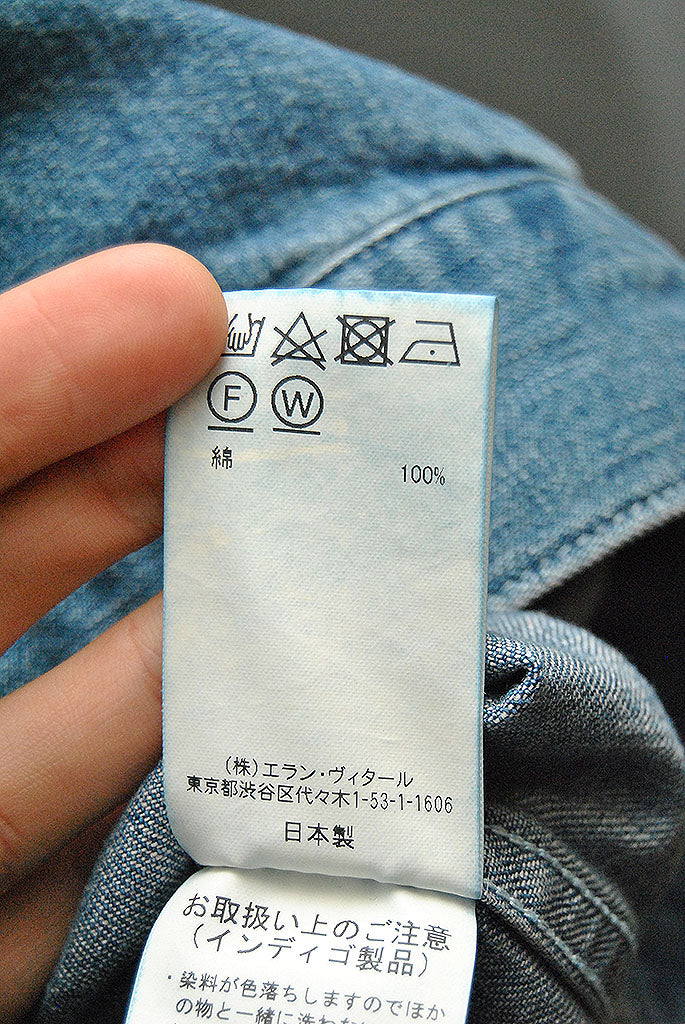 F W
綿 100%
(株)エラン・ヴィタール
東京都渋谷区代々木1-53-1-1606
日本製
お取扱い上のご注意
(インディゴ製品)
・染料が色落ちしますのでほか
の物と一緒に洗わな